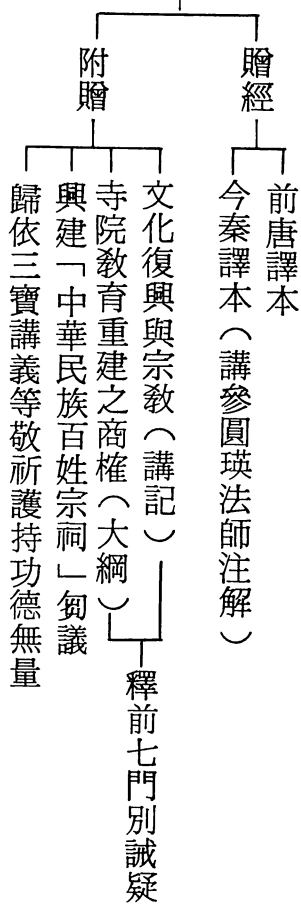 贈經
前唐譯本
今秦譯本（講參圓瑛法師注解）
附贈
文化復興與宗教（講記）
寺院教育重建之商榷（大綱）
興建「中華民族百姓宗祠」芻議
歸依三寶講義等敬祈護持功德無量
釋前七門別誡疑